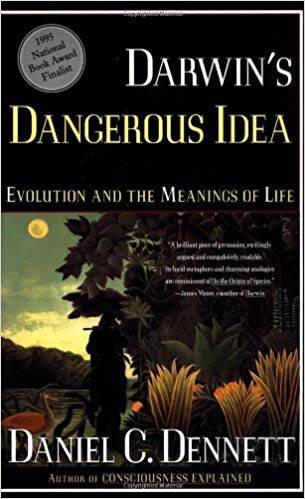 1995
National
Book Award
Finalist
DARWIN'S
DANGEROUS IDEA
EVOLUTION AND THE MEANINGS OF LIFE
"A brilliant piece of persuasion, excitingly
argued and compulsively readable.
Its lucid metaphors and charming analogies
are reminiscent of On the Origin of Species."
—James Moore, coauthor of Darwin
DANIEL C. DENNETT
AUTHOR OF CONSCIOUSNESS EXPLAINED